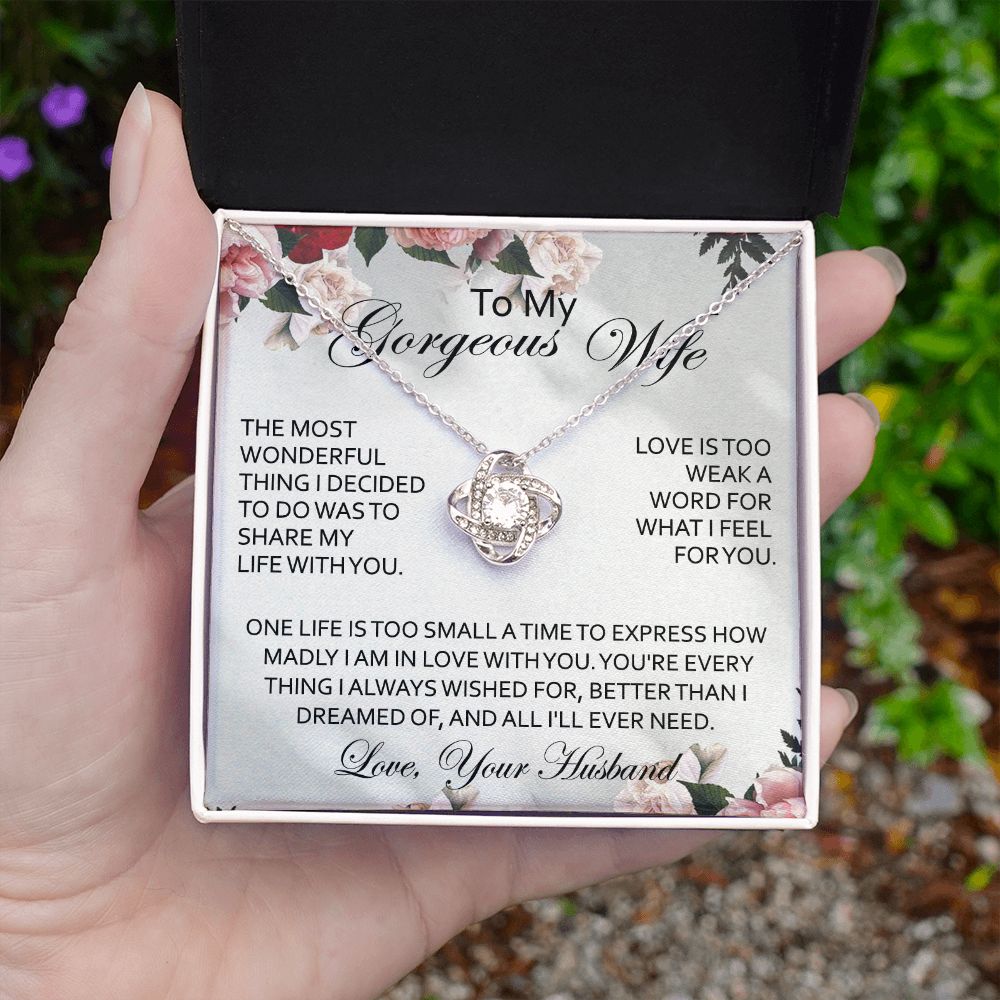 To My
Gorgeous Wife
THE MOST
WONDERFUL
THING I DECIDED
TO DO WAS TO
SHARE MY
LIFE WITH YOU.
LOVE IS TOO
WEAK A
WORD FOR
WHAT I FEEL
FOR YOU.
ONE LIFE IS TOO SMALL A TIME TO EXPRESS HOW
MADLY I AM IN LOVE WITH YOU. YOU'RE EVERY
THING I ALWAYS WISHED FOR, BETTER THAN I
DREAMED OF, AND ALL I'LL EVER NEED.
Love, Your Husband